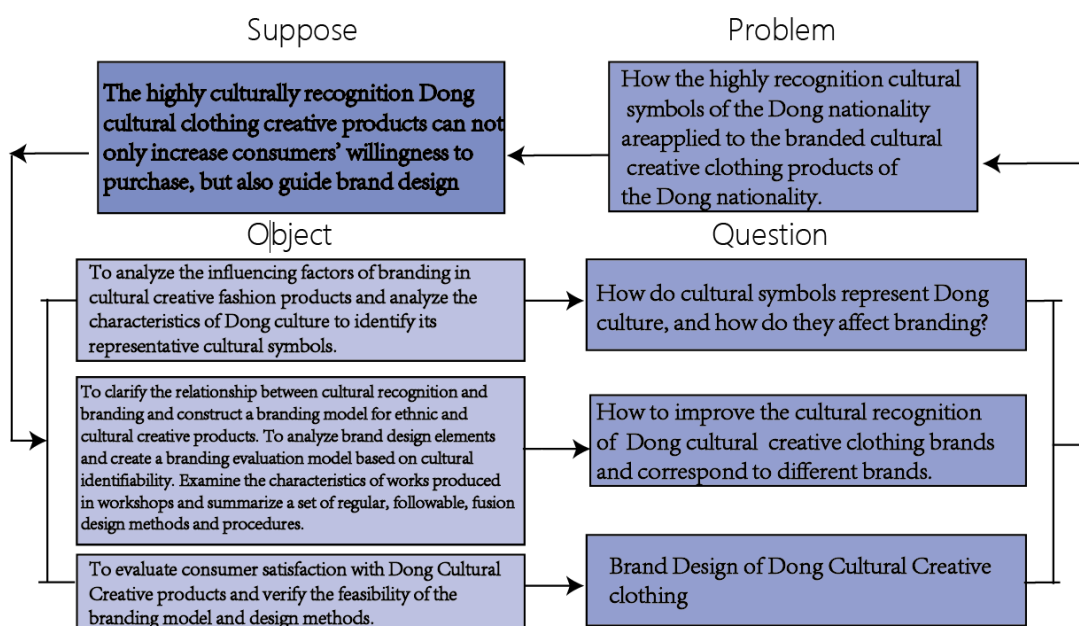 Suppose
Problem
The highly culturally recognition Dong
cultural clothing creative products can not
only increase consumers’ willingness to
purchase, but also guide brand design
How the highly recognition cultural
symbols of the Dong nationality
areapplied to the branded cultural
creative clothing products of
the Dong nationality.
Object
Question
To analyze the influencing factors of branding in
cultural creative fashion products and analyze the
characteristics of Dong culture to identify its
representative cultural symbols.
How do cultural symbols represent Dong
culture, and how do they affect branding?
To clarify the relationship between cultural recognition and
branding and construct a branding model for ethnic and
cultural creative products. To analyze brand design elements
and create a branding evaluation model based on cultural
identifiability. Examine the characteristics of works produced
in workshops and summarize a set of regular, followable, fusion
design methods and procedures.
How to improve the cultural recognition
of Dong cultural creative clothing brands
and correspond to different brands.
To evaluate consumer satisfaction with Dong Cultural
Creative products and verify the feasibility of the
branding model and design methods.
Brand Design of Dong Cultural Creative
clothing